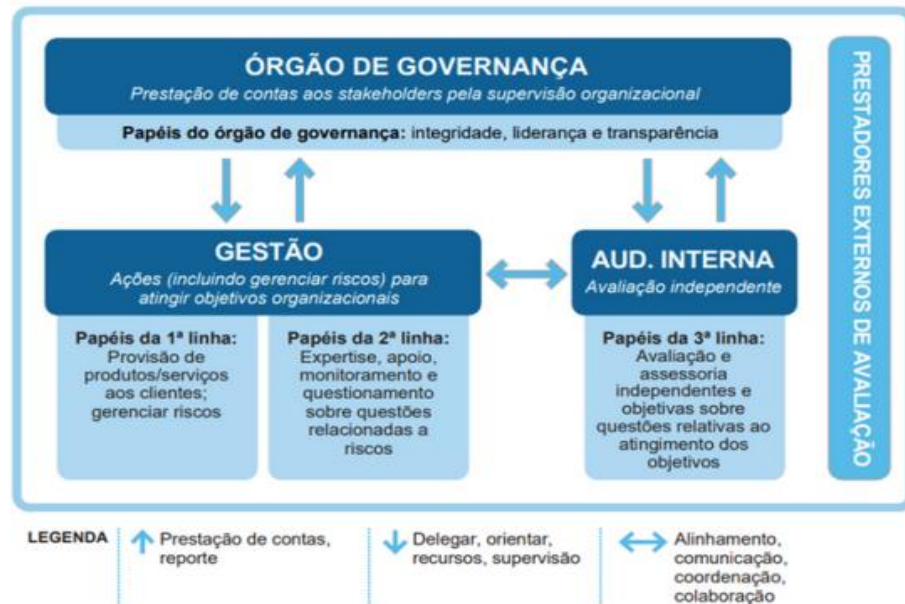 ÓRGÃO DE GOVERNANÇA
Prestação de contas aos stakeholders pela supervisão organizacional
Papéis do órgão de governança: integridade, liderança e transparência
GESTÃO
Ações (incluindo gerenciar riscos) para
atingir objetivos organizacionais
Papéis da 1ª linha:
Provisão de
produtos/serviços
aos clientes;
gerenciar riscos
Papéis da 2ª linha:
Expertise, apoio,
monitoramento e
questionamento
sobre questões
relacionadas a
riscos
AUD. INTERNA
Avaliação independente
Papéis da 3ª linha:
Avaliação e
assessoria
independentes e
objetivas sobre
questões relativas ao
atingimento dos
objetivos
PRESTADORES EXTERNOS DE AVALIAÇÃO
LEGENDA
Prestação de contas,
reporte
Delegar, orientar,
recursos, supervisão
Alinhamento,
comunicação,
coordenação,
colaboração